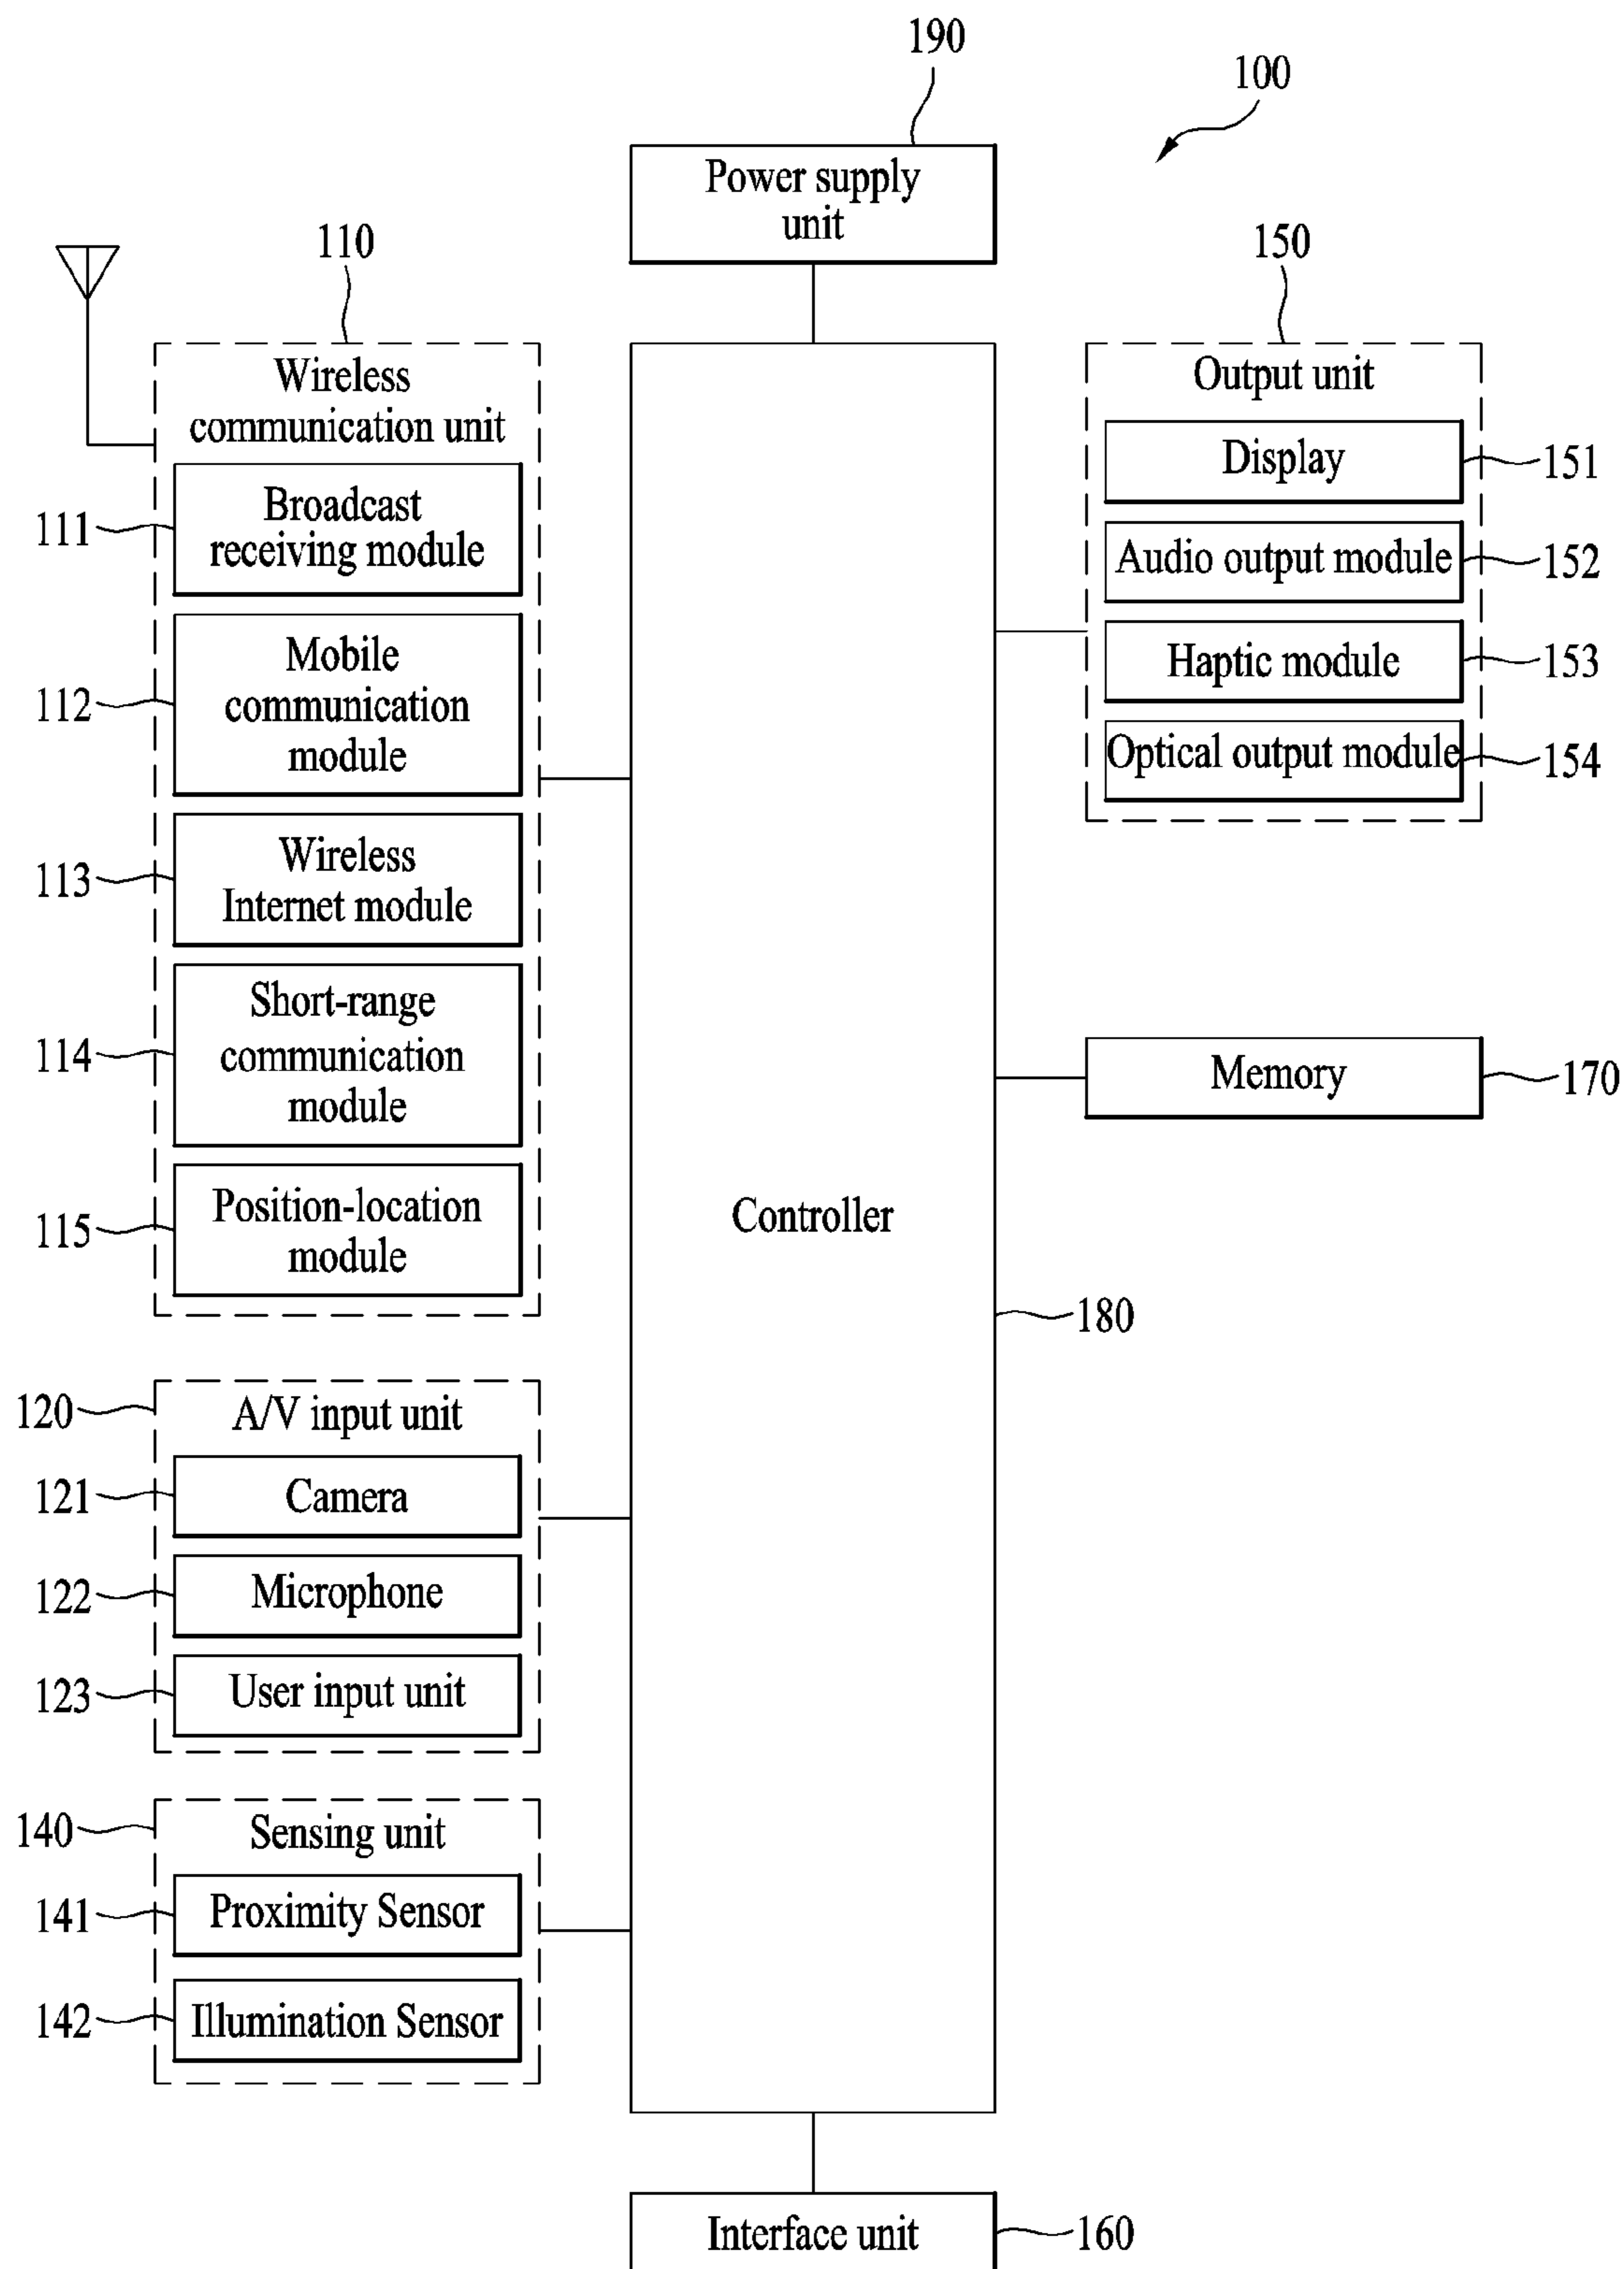 190
100
Power supply
unit
110
Wireless
communication unit
111
Broadcast
receiving module
112
Mobile
communication
module
113
Wireless
Internet module
114
Short-range
communication
module
115
Position-location
module
120
A/V input unit
121
Camera
122
Microphone
123
User input unit
140
Sensing unit
141
Proximity Sensor
142
Illumination Sensor
Controller
180
150
Output unit
Display
151
Audio output module
152
Haptic module
153
Optical output module
154
Memory
170
Interface unit
160